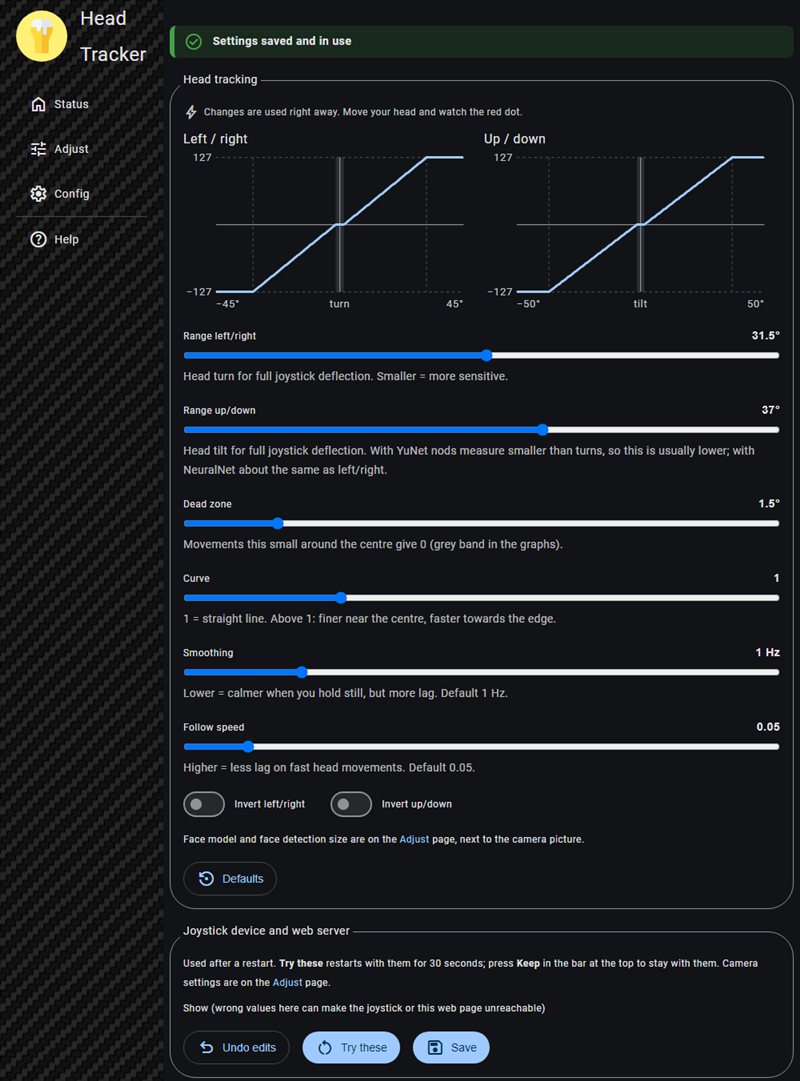 Head
Tracker
Status
Adjust
Config
Help
Settings saved and in use
Head tracking
Changes are used right away. Move your head and watch the red dot.
Left / right
127
−127
−45°
turn
45°
Up / down
127
−127
−50°
tilt
50°
Range left/right
31.5°
Head turn for full joystick deflection. Smaller = more sensitive.
Range up/down
37°
Head tilt for full joystick deflection. With YuNet nods measure smaller than turns, so this is usually lower; with
NeuralNet about the same as left/right.
Dead zone
1.5°
Movements this small around the centre give 0 (grey band in the graphs).
Curve
1
1 = straight line. Above 1: finer near the centre, faster towards the edge.
Smoothing
1 Hz
Lower = calmer when you hold still, but more lag. Default 1 Hz.
Follow speed
0.05
Higher = less lag on fast head movements. Default 0.05.
Invert left/right
Invert up/down
Face model and face detection size are on the Adjust page, next to the camera picture.
Defaults
Joystick device and web server
Used after a restart. Try these restarts with them for 30 seconds; press Keep in the bar at the top to stay with them. Camera
settings are on the Adjust page.
Show (wrong values here can make the joystick or this web page unreachable)
Undo edits
Try these
Save